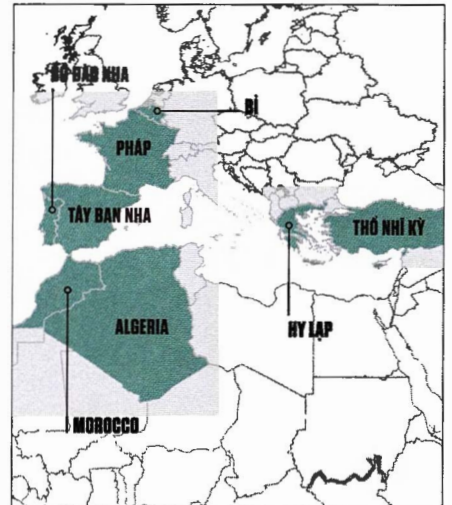 BỒ ĐÀO NHA
BỈ
PHÁP
TÂY BAN NHA
THỔ NHĨ KỲ
ALGERIA
HY LẠP
MOROCCO